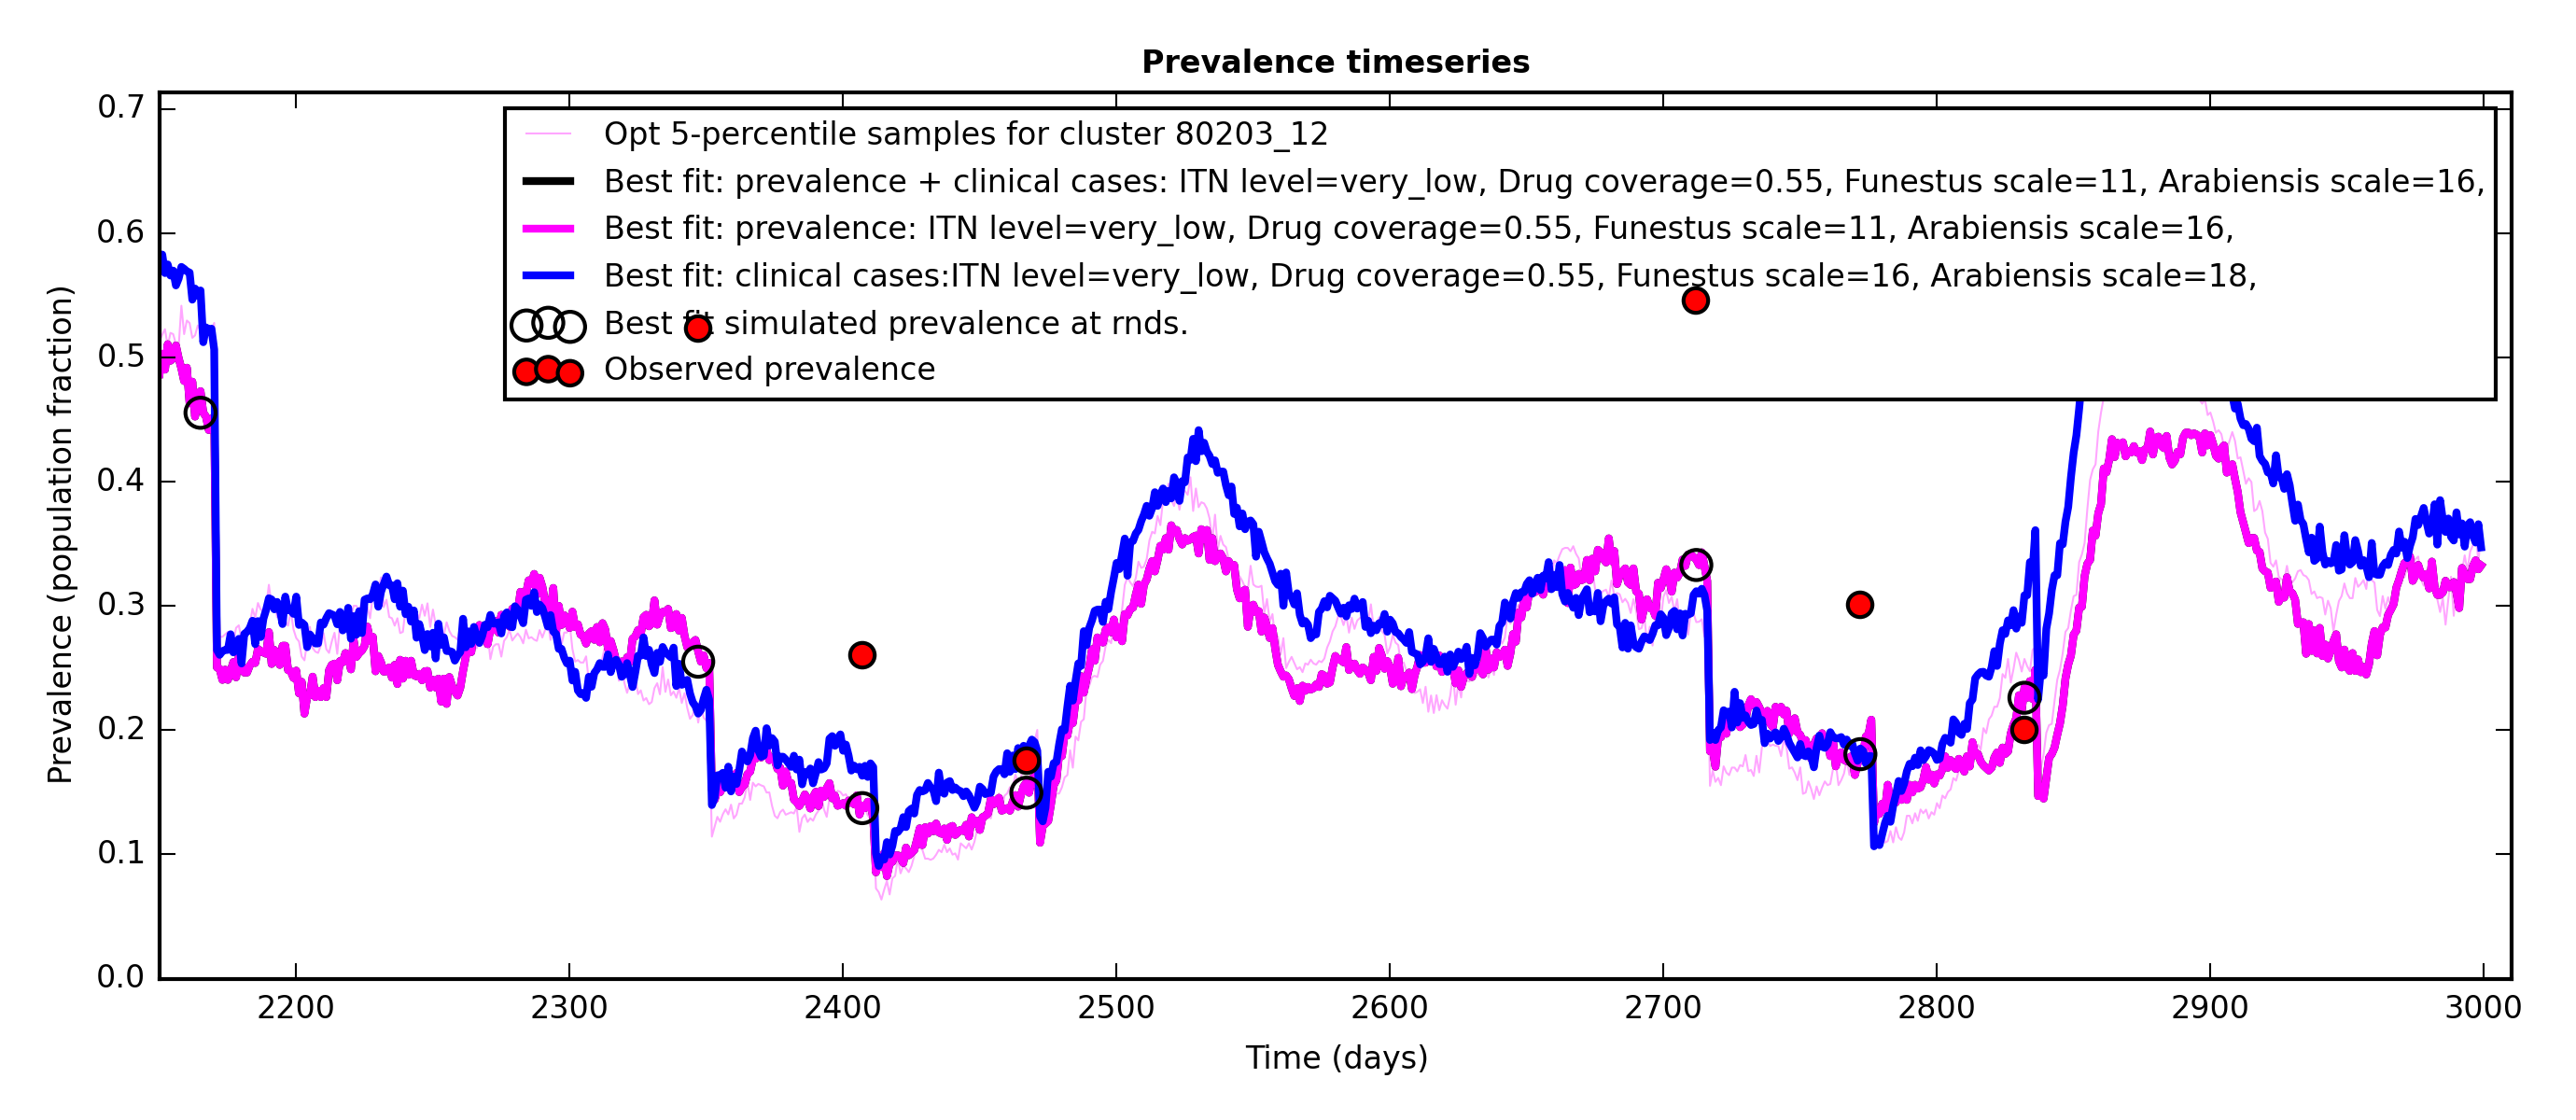 Prevalence timeseries
Prevalence (population fraction)
0.7
0.6
0.5
0.4
0.3
0.2
0.1
0.0
Opt 5-percentile samples for cluster 80203_12
Best fit: prevalence + clinical cases: ITN level=very_low, Drug coverage=0.55, Funestus scale=11, Arabiensis scale=16,
Best fit: prevalence: ITN level=very_low, Drug coverage=0.55, Funestus scale=11, Arabiensis scale=16,
Best fit: clinical cases:ITN level=very_low, Drug coverage=0.55, Funestus scale=16, Arabiensis scale=18,
Best fit simulated prevalence at rnds.
Observed prevalence
2200 2300 2400 2500 2600 2700 2800 2900 3000
Time (days)